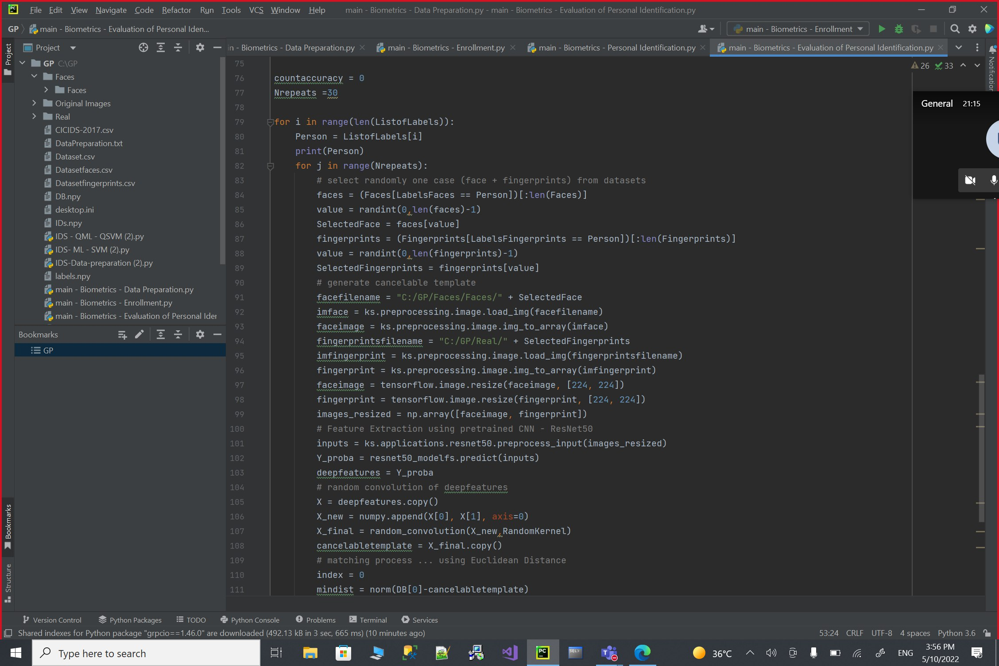 File Edit View Navigate Code Refactor Run Tools VCS Window Help main - Biometrics - Data Preparation.py - main - Biometrics - Evaluation of Personal Identification.py
GP main - Biometrics - Evaluation of Personal Iden... main - Biometrics - Enrollment
Project n - Biometrics - Data Preparation.py main - Biometrics - Enrollment.py main - Biometrics - Personal Identification.py main - Biometrics - Evaluation of Personal Identification.py
Project
Notification
26 33
General 21:15
GP C:\GP
Faces
Faces
Original Images
Real
CICIDS-2017.csv
DataPreparation.txt
Dataset.csv
Datasetfaces.csv
Datasetfingerprints.csv
DB.npy
desktop.ini
IDs.npy
IDS - QML - QSVM (2).py
IDS- ML - SVM (2).py
IDS-Data-preparation (2).py
labels.npy
main - Biometrics - Data Preparation.py
main - Biometrics - Enrollment.py
main - Biometrics - Evaluation of Personal Ider
Bookmarks
GP
Bookmarks
Structure
75
76 countaccuracy = 0
77 Nrepeats =30
78
79 for i in range(len(ListofLabels)):
80 Person = ListofLabels[i]
81 print(Person)
82 for j in range(Nrepeats):
83 # select randomly one case (face + fingerprints) from datasets
84 faces = (Faces[LabelsFaces == Person])[:len(Faces)]
85 value = randint(0,len(faces)-1)
86 SelectedFace = faces[value]
87 fingerprints = (Fingerprints[LabelsFingerprints == Person])[:len(Fingerprints)]
88 value = randint(0,len(fingerprints)-1)
89 SelectedFingerprints = fingerprints[value]
90 # generate cancelable template
91 facefilename = "C:/GP/Faces/Faces/" + SelectedFace
92 imface = ks.preprocessing.image.load_img(facefilename)
93 faceimage = ks.preprocessing.image.img_to_array(imface)
94 fingerprintsfilename = "C:/GP/Real/" + SelectedFingerprints
95 imfingerprint = ks.preprocessing.image.load_img(fingerprintsfilename)
96 fingerprint = ks.preprocessing.image.img_to_array(imfingerprint)
97 faceimage = tensorflow.image.resize(faceimage, [224, 224])
98 fingerprint = tensorflow.image.resize(fingerprint, [224, 224])
99 images_resized = np.array([faceimage, fingerprint])
100 # Feature Extraction using pretrained CNN - ResNet50
101 inputs = ks.applications.resnet50.preprocess_input(images_resized)
102 Y_proba = resnet50_modelfs.predict(inputs)
103 deepfeatures = Y_proba
104 # random convolution of deepfeatures
105 X = deepfeatures.copy()
106 X_new = numpy.append(X[0], X[1], axis=0)
107 X_final = random_convolution(X_new,RandomKernel)
108 cancelabletemplate = X_final.copy()
109 # matching process ... using Euclidean Distance
110 index = 0
111 mindist = norm(DB[0]-cancelabletemplate)
Version Control Python Packages TODO Python Console Problems Terminal Services
Shared indexes for Python package "grpcio==1.46.0" are downloaded (492.13 kB in 3 sec, 665 ms) (10 minutes ago) 53:24 CRLF UTF-8 4 spaces Python 3.6
Type here to search 36°C ENG 3:56 PM
5/10/2022